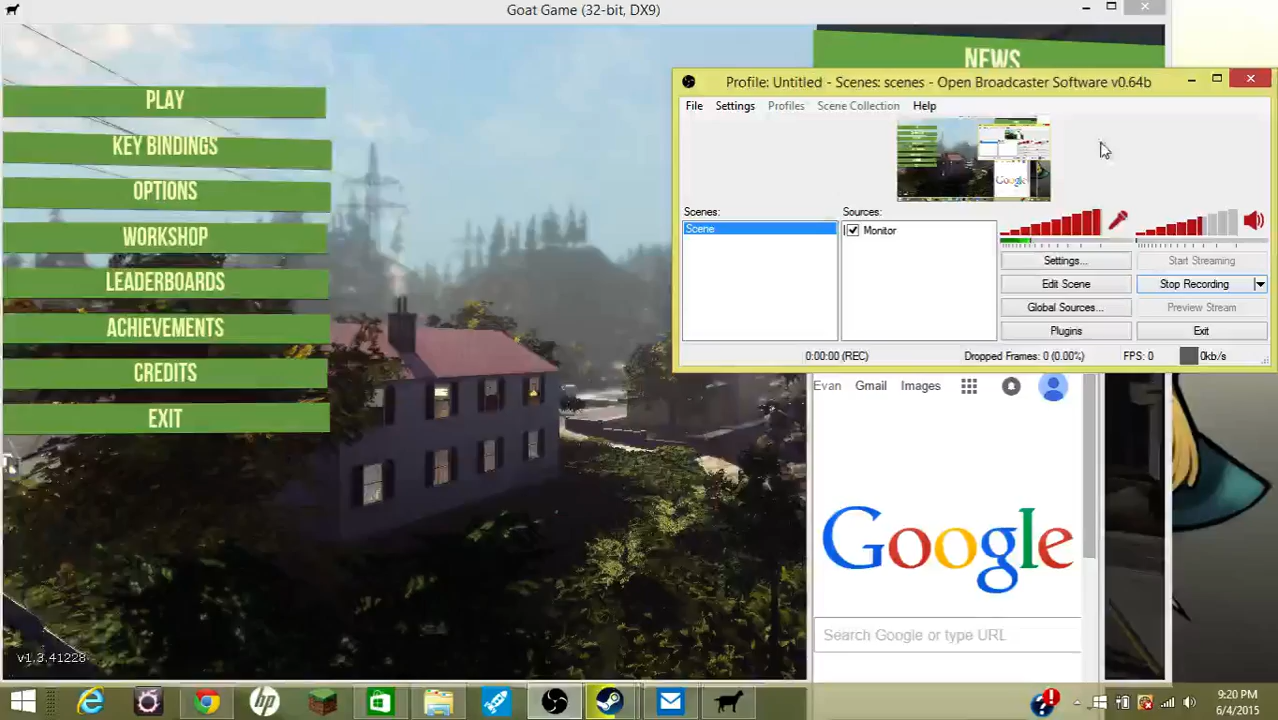 Goat Game (32-bit, DX9)
PLAY
KEY BINDINGS
OPTIONS
WORKSHOP
LEADERBOARDS
ACHIEVEMENTS
CREDITS
EXIT
v1.3.41228
NEWS
Profile: Untitled - Scenes: scenes - Open Broadcaster Software v0.64b
File Settings Profiles Scene Collection Help
Scenes: Sources:
Scene
Monitor
Settings... Start Streaming
Edit Scene Stop Recording
Global Sources... Preview Stream
Plugins Exit
0:00:00 (REC) Dropped Frames: 0 (0.00%) FPS: 0 0kb/s
Evan Gmail Images
Google
Search Google or type URL
9:20 PM
6/4/2015